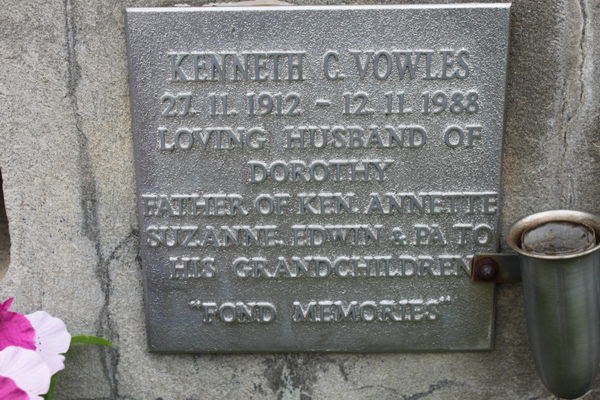 KENNETH C. VOWLES
27. 11. 1912 - 12. 11. 1988
LOVING HUSBAND OF
DOROTHY
FATHER OF KEN. ANNETTE
SUZANNE. EDWIN & PA TO
HIS GRANDCHILDREN
"FOND MEMORIES"